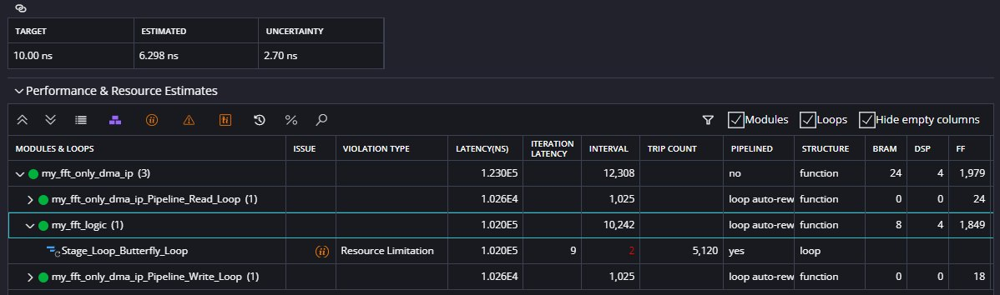 TARGET ESTIMATED UNCERTAINTY
10.00 ns 6.298 ns 2.70 ns
Performance & Resource Estimates
Modules Loops Hide empty columns
MODULES & LOOPS ISSUE VIOLATION TYPE LATENCY(NS) ITERATION LATENCY INTERVAL TRIP COUNT PIPELINED STRUCTURE BRAM DSP FF
my_fft_only_dma_ip (3) 1.230E5 12,308 no function 24 4 1,979
my_fft_only_dma_ip_Pipeline_Read_Loop (1) 1.026E4 1,025 loop auto-rew function 0 0 24
my_fft_logic (1) 1.020E5 10,242 loop auto-rew function 8 4 1,849
Stage_Loop_Butterfly_Loop Resource Limitation 1.020E5 9 2 5,120 yes loop
my_fft_only_dma_ip_Pipeline_Write_Loop (1) 1.026E4 1,025 loop auto-rew function 0 0 18